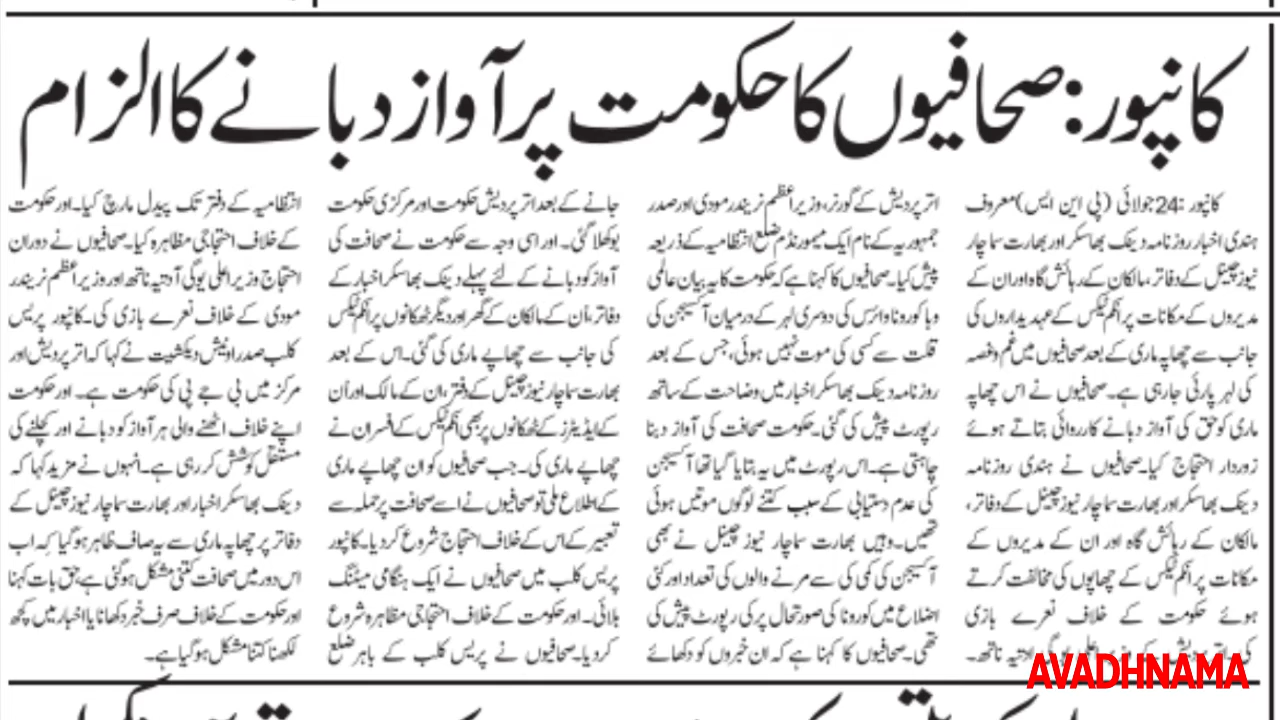 کانپور: صحافیوں کا حکومت پر آواز دبانے کا الزام
کانپور: 24 جولائی (پی این ایس) معروف
ہندی اخبار روزنامہ دینک بھاسکر اور بھارت سماچار
نیوز چینل کے دفاتر، مالکان کے رہائش گاہ اور ان کے
مدیروں کے مکانات پر انکم ٹیکس کے عہدیداروں کی
جانب سے چھاپہ ماری کے بعد صحافیوں میں غم وغصہ
کی لہر پائی جارہی ہے۔ صحافیوں نے اس چھاپہ
ماری کو حق کی آواز دبانے کارروائی بتاتے ہوئے
زوردار احتجاج کیا۔ صحافیوں نے ہندی روزنامہ
دینک بھاسکر اور بھارت سماچار نیوز چینل کے دفاتر،
مالکان کے رہائش گاہ اور ان کے مدیروں کے
مکانات پر انکم ٹیکس کے چھاپوں کی مخالفت کرتے
ہوئے حکومت کے خلاف نعرے بازی
کی۔ اتر پردیش کے
اتر پردیش کے گورنر، وزیر اعظم نریندر مودی اور صدر
جمہوریہ کے نام ایک میمورنڈم ضلع انتظامیہ کے ذریعہ
پیش کیا۔ صحافیوں کا کہنا ہے کہ حکومت کا یہ بیان عالمی
وبا کورونا وائرس کی دوسری لہر کے درمیان آکسیجن کی
قلت سے کسی کی موت نہیں ہوئی، جس کے بعد
روزنامہ دینک بھاسکر اخبار میں وضاحت کے ساتھ
رپورٹ پیش کی گئی۔ حکومت صحافت کی آواز دبنا
چاہتی ہے۔ اس رپورٹ میں یہ بتایا گیا تھا آکسیجن
کی عدم دستیابی کے سبب کتنے لوگوں موتیں ہوئی
تھیں۔ وہیں بھارت سماچار نیوز چینل نے بھی
آکسیجن کی کمی کی سے مرنے والوں کی تعداد اور کئی
اضلاع میں کورونا کی صورتحال پر کی رپورٹ پیش کی
تھی۔ صحافیوں کا کہنا ہے کہ ان خبروں کو دکھائے
جانے کے بعد اتر پردیش حکومت اور مرکزی حکومت
بوکھلا گئی۔ اور اسی وجہ سے حکومت نے صحافت کی
آواز کو دبانے کے لئے پہلے دینک بھاسکر اخبار کے
دفاتر، اُن کے مالکان کے گھر اور دیگر ٹھکانوں پر انکم ٹیکس
کی جانب سے چھاپے ماری کی گئی۔ اس کے بعد
بھارت سماچار نیوز چینل کے دفتر، ان کے مالک اور اُن
کے ایڈیٹرز کے ٹھکانوں پر بھی انکم ٹیکس کے افسران نے
چھاپے ماری کی۔ جب صحافیوں کو ان چھاپے ماری
کے اطلاع ملی تو صحافیوں نے اسے صحافت پر حملہ سے
تعبیر کے اس کے خلاف احتجاج شروع کردیا۔ کانپور
پریس کلب میں صحافیوں نے ایک ہنگامی میٹنگ
بلائی۔ اور حکومت کے خلاف احتجاجی مظاہرہ شروع
کردیا۔ صحافیوں نے پریس کلب کے باہر ضلع
انتظامیہ کے دفتر تک پیدل مارچ کیا۔ اور حکومت
کے خلاف احتجاجی مظاہرہ کیا۔ صحافیوں نے دوران
احتجاج وزیر اعلی یوگی آدتیہ ناتھ اور وزیر اعظم نریندر
مودی کے خلاف نعرے بازی کی۔ کانپور پریس
کلب صدر اونیش دیکشیت نے کہا کہ اتر پردیش اور
مرکز میں بی جے پی کی حکومت ہے۔ اور حکومت
اپنے خلاف اٹھنے والی ہر آواز کو دبانے اور کچلنے کی
مستقل کوشش کر رہی ہے۔ انہوں نے مزید کہا کہ
دینک بھاسکر اخبار اور بھارت سماچار نیوز چینل کے
دفاتر پر چھاپہ ماری سے یہ صاف ظاہر ہو گیا کہ اب
اس دور میں صحافت کتنی مشکل ہوگئی ہے، حق بات کہنا
اور حکومت کے خلاف صرف خبر دکھانا یا اخبار میں کچھ
لکھنا کتنا مشکل ہو گیا ہے۔
AVADHNAMA